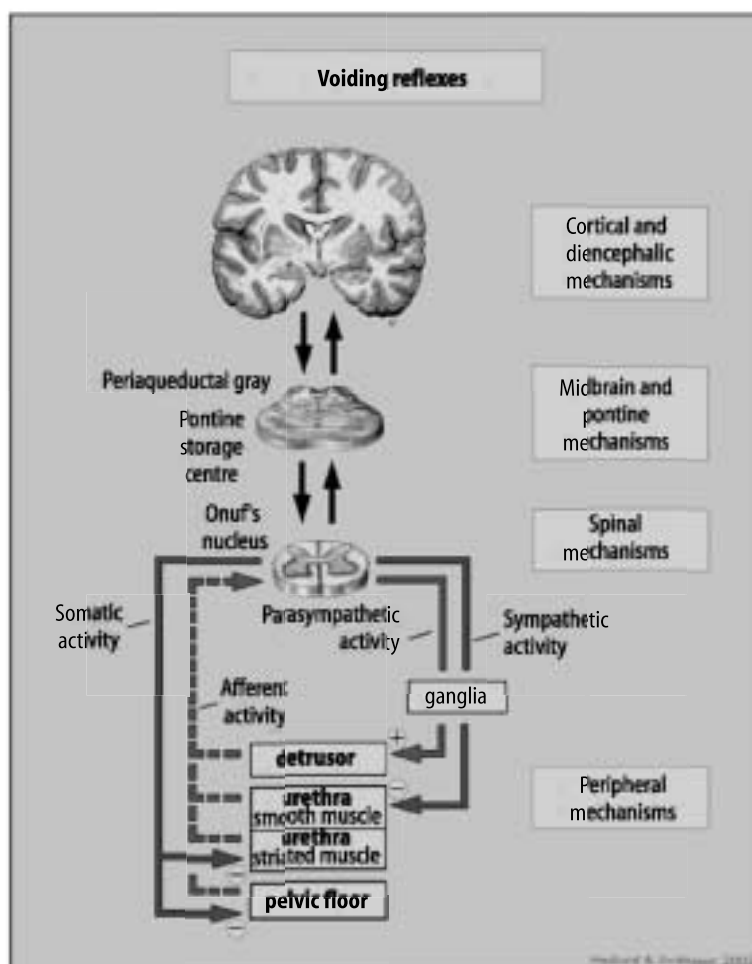 Voiding reflexes
Cortical and
diencephalic
mechanisms
Periaqueductal gray
Pontine
storage
centre
Midbrain and
pontine
mechanisms
Onuf's
nucleus
Spinal
mechanisms
Somatic
activity
Parasympathetic
activity
Sympathetic
activity
Afferent
activity
ganglia
+
detrusor
−
urethra
smooth muscle
urethra
striated muscle
−
pelvic floor
−
Peripheral
mechanisms